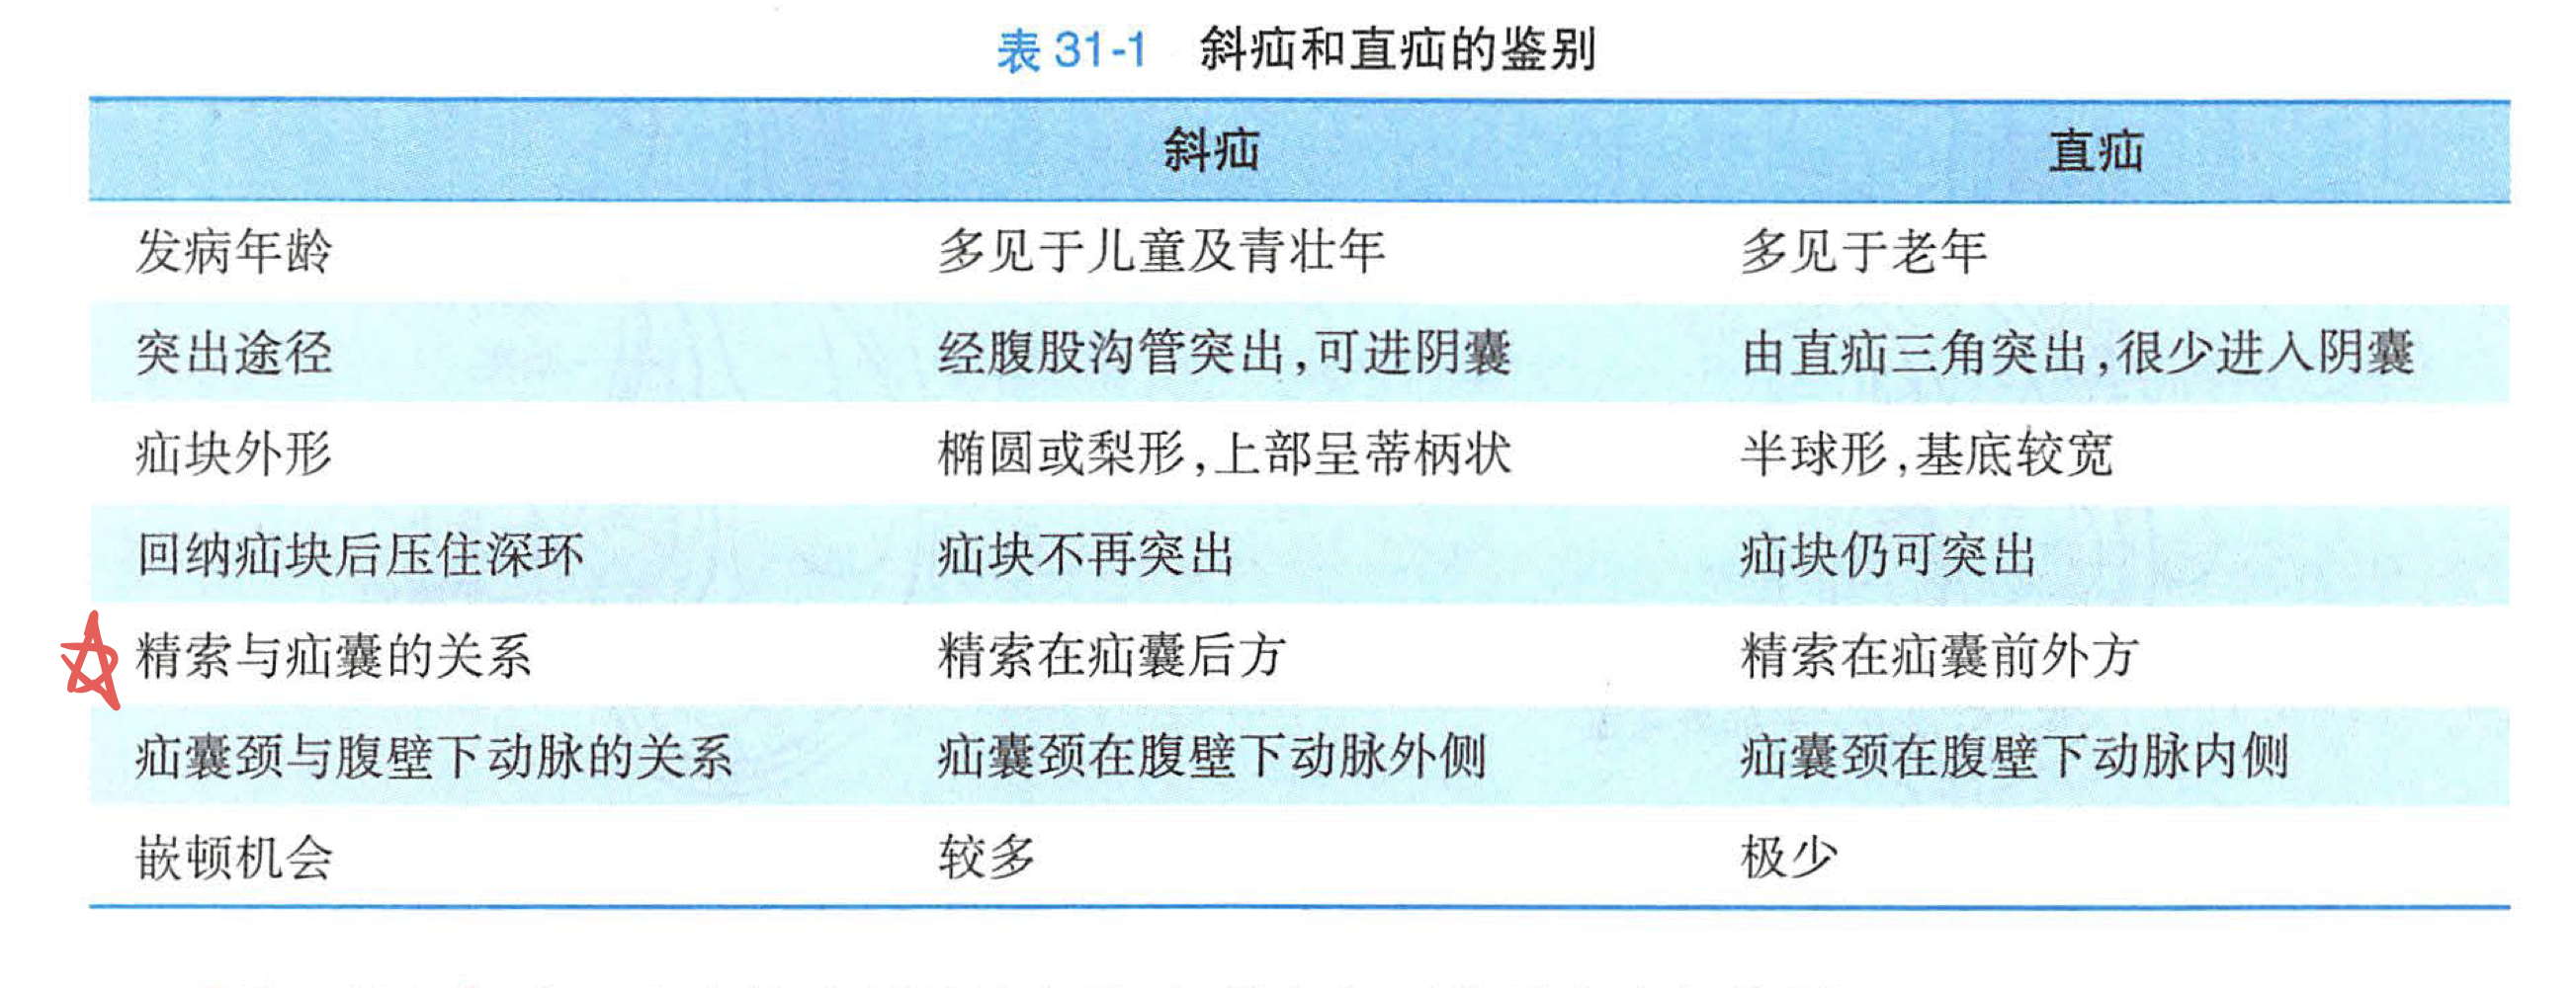 表 31-1 斜疝和直疝的鉴别
斜疝 直疝
发病年龄 多见于儿童及青壮年 多见于老年
突出途径 经腹股沟管突出,可进阴囊 由直疝三角突出,很少进入阴囊
疝块外形 椭圆或梨形,上部呈蒂柄状 半球形,基底较宽
回纳疝块后压住深环 疝块不再突出 疝块仍可突出
精索与疝囊的关系 精索在疝囊后方 精索在疝囊前外方
疝囊颈与腹壁下动脉的关系 疝囊颈在腹壁下动脉外侧 疝囊颈在腹壁下动脉内侧
嵌顿机会 较多 极少